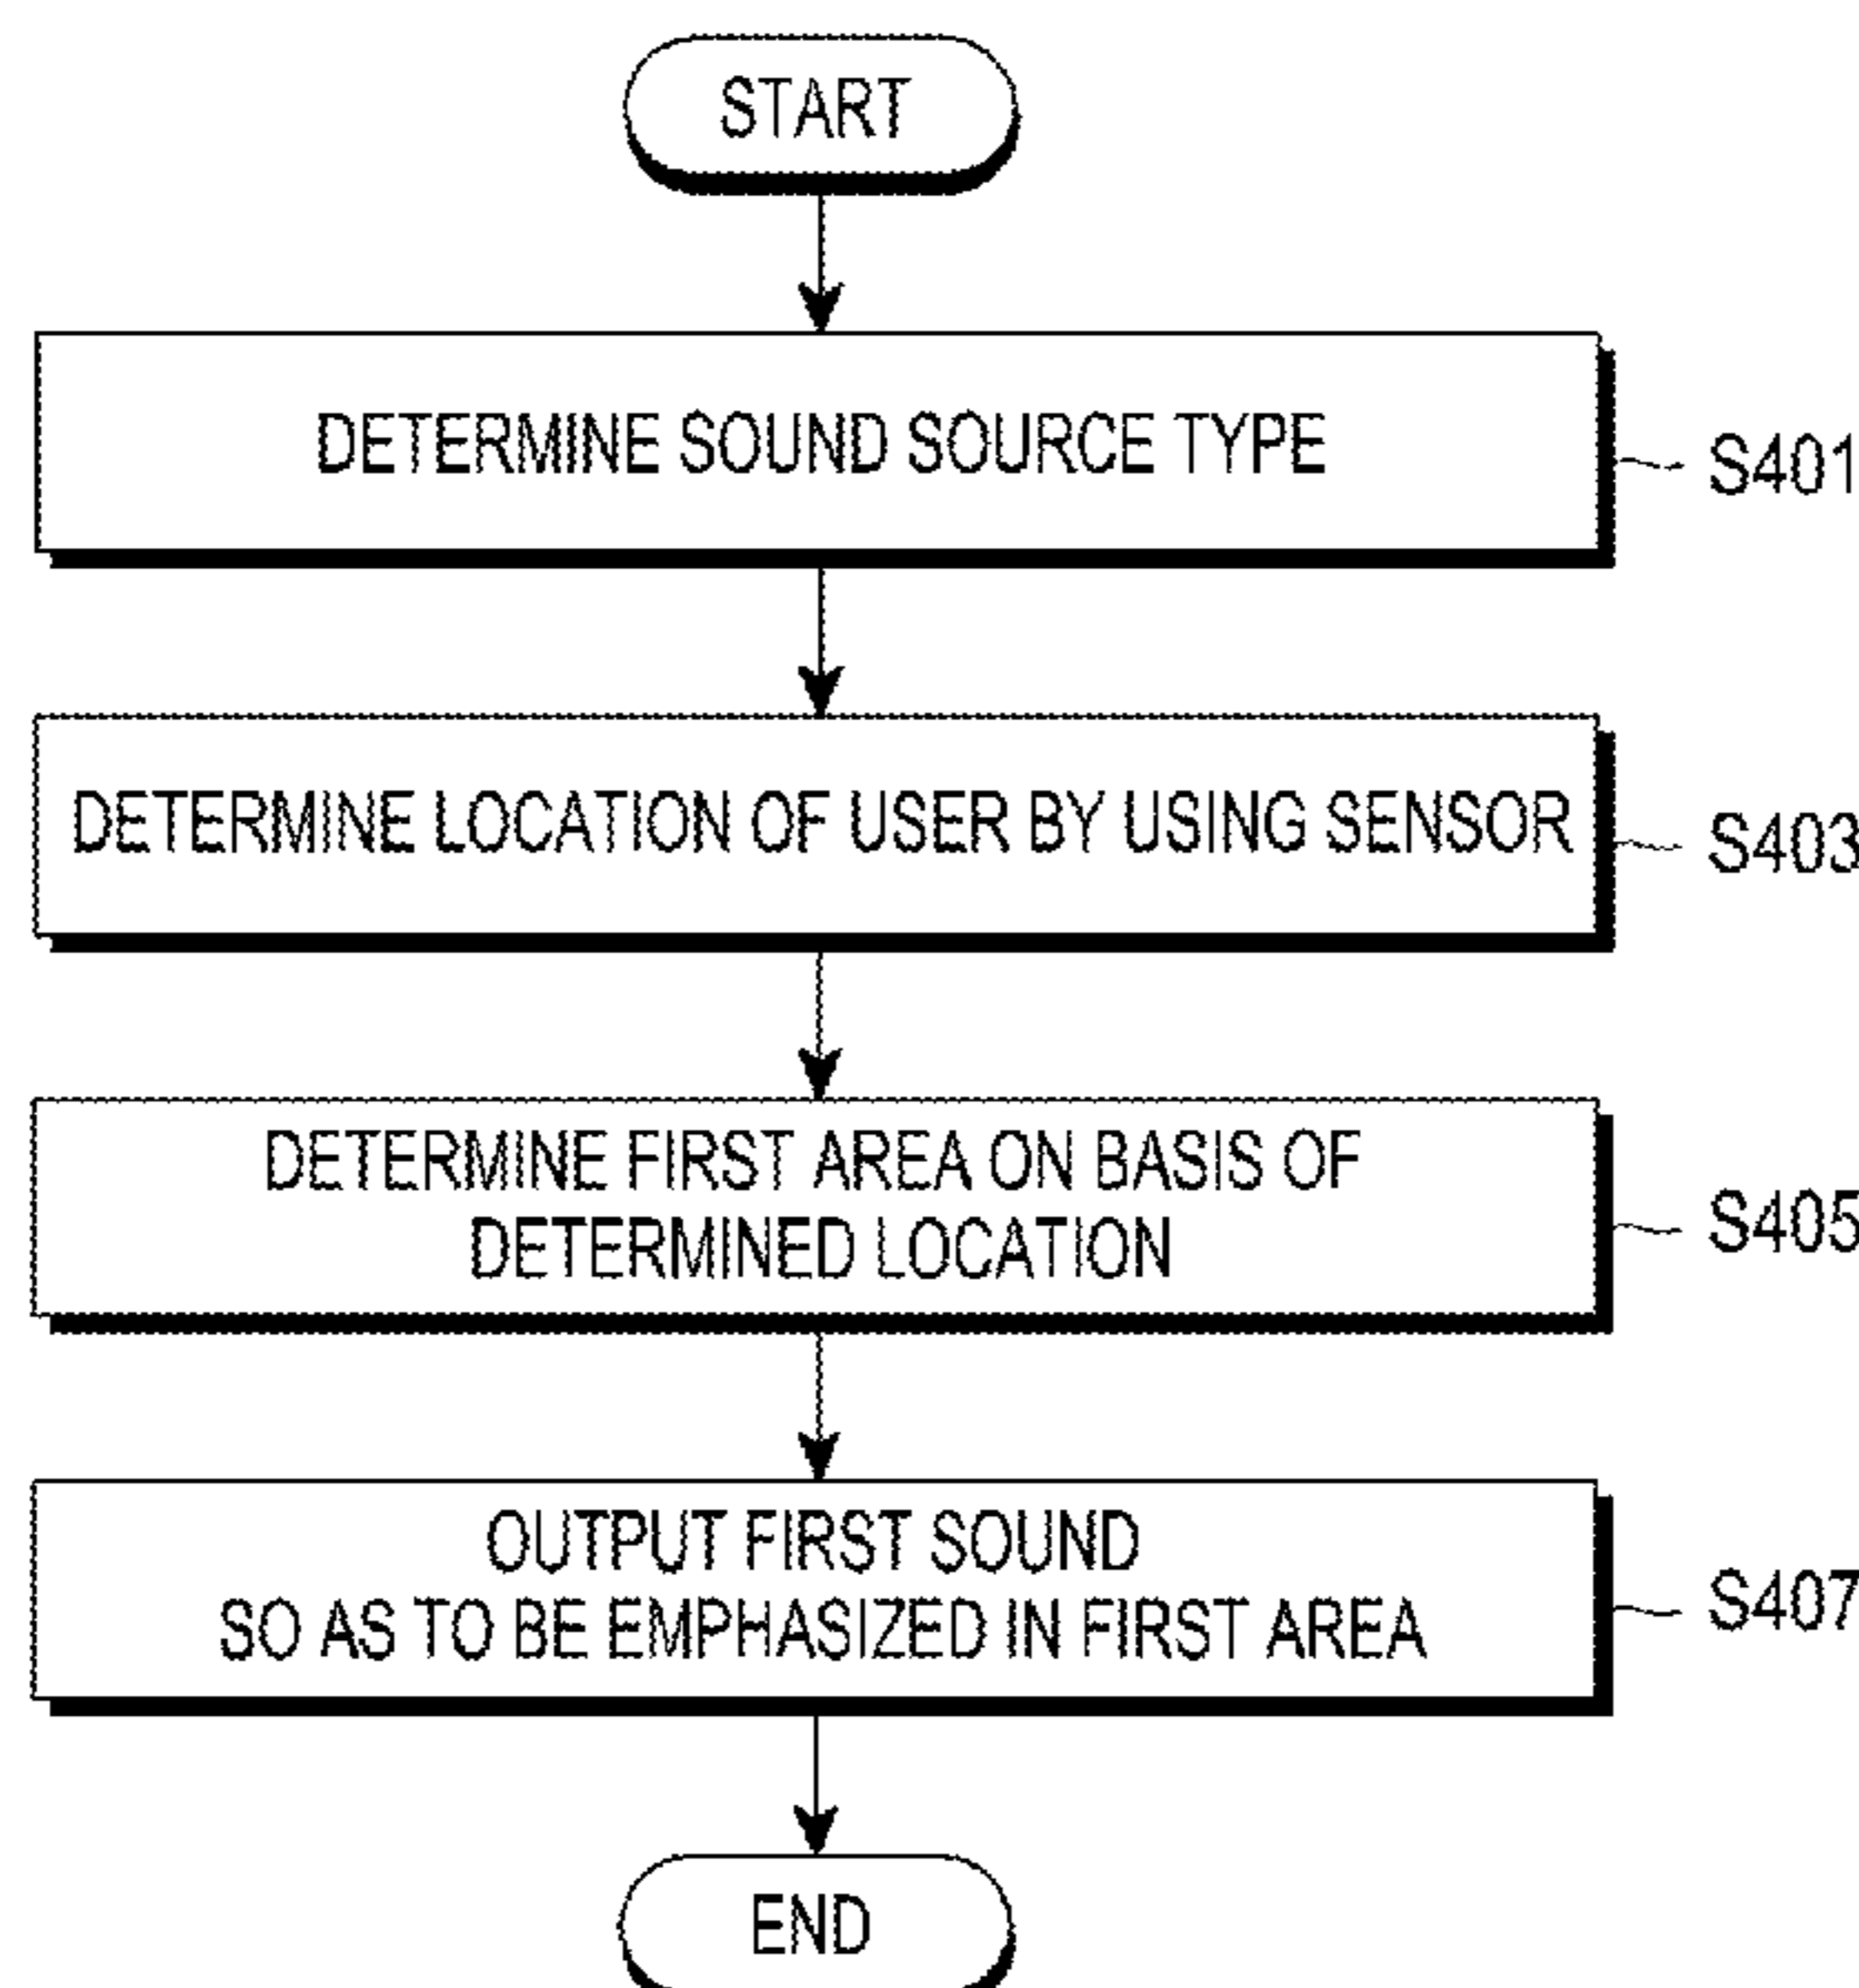 START
DETERMINE SOUND SOURCE TYPE
S401
DETERMINE LOCATION OF USER BY USING SENSOR
S403
DETERMINE FIRST AREA ON BASIS OF
DETERMINED LOCATION
S405
OUTPUT FIRST SOUND
SO AS TO BE EMPHASIZED IN FIRST AREA
S407
END